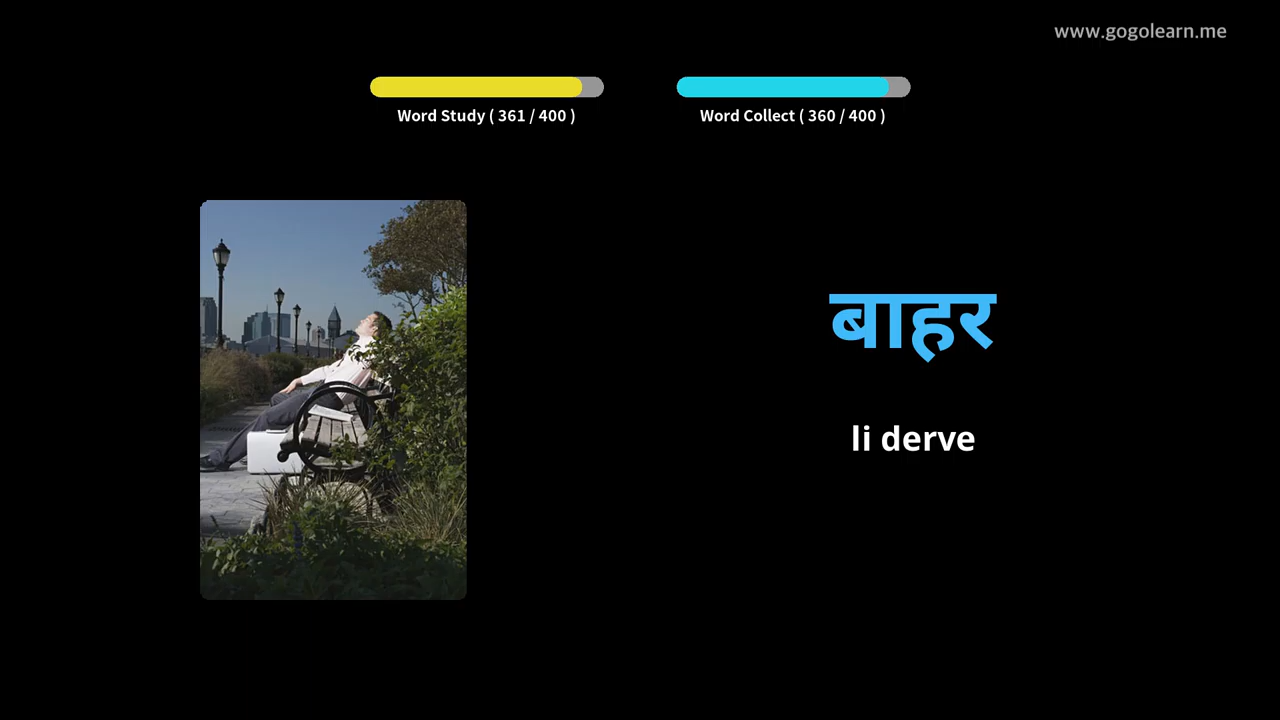 www.gogolearn.me
Word Study ( 361 / 400 )
Word Collect ( 360 / 400 )
बाहर
li derve